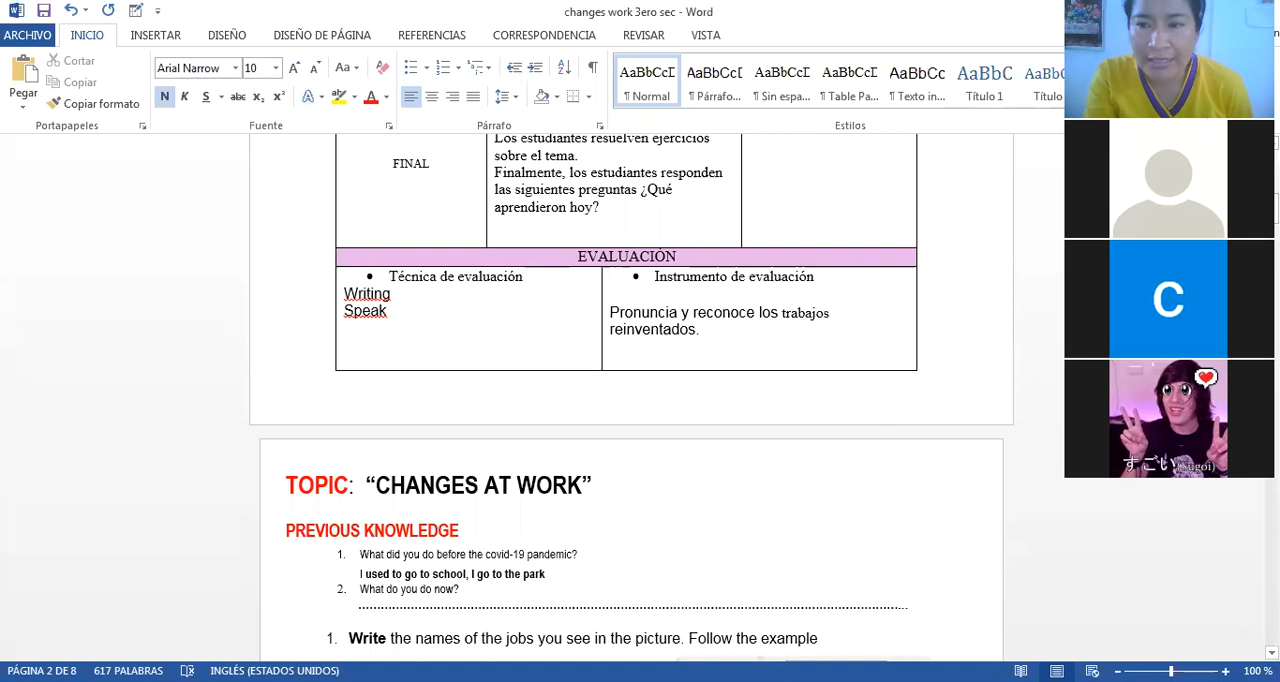 changes work 3ero sec - Word
ARCHIVO INICIO INSERTAR DISEÑO DISEÑO DE PÁGINA REFERENCIAS CORRESPONDENCIA REVISAR VISTA
Pegar
Cortar
Copiar
Copiar formato
Portapapeles
Arial Narrow 10
Aa
N K S abc x₂ x²
Fuente
Párrafo
AaBbCcI AaBbC AaBbCcI AaBbC AaBbCc AaBbC AaBb
¶ Normal ¶ Párrafo... ¶ Sin espa... ¶ Table Pa... ¶ Texto in... Título 1 Título
Estilos
FINAL
Los estudiantes resuelven ejercicios
sobre el tema.
Finalmente, los estudiantes responden
las siguientes preguntas ¿Qué
aprendieron hoy?
EVALUACIÓN
• Técnica de evaluación
Writing
Speak
• Instrumento de evaluación
Pronuncia y reconoce los trabajos
reinventados.
TOPIC: “CHANGES AT WORK”
PREVIOUS KNOWLEDGE
1. What did you do before the covid-19 pandemic?
I used to go to school, I go to the park
2. What do you do now?
1. Write the names of the jobs you see in the picture. Follow the example
C
すごい(Sugoi)
PÁGINA 2 DE 8 617 PALABRAS INGLÉS (ESTADOS UNIDOS) 100 %